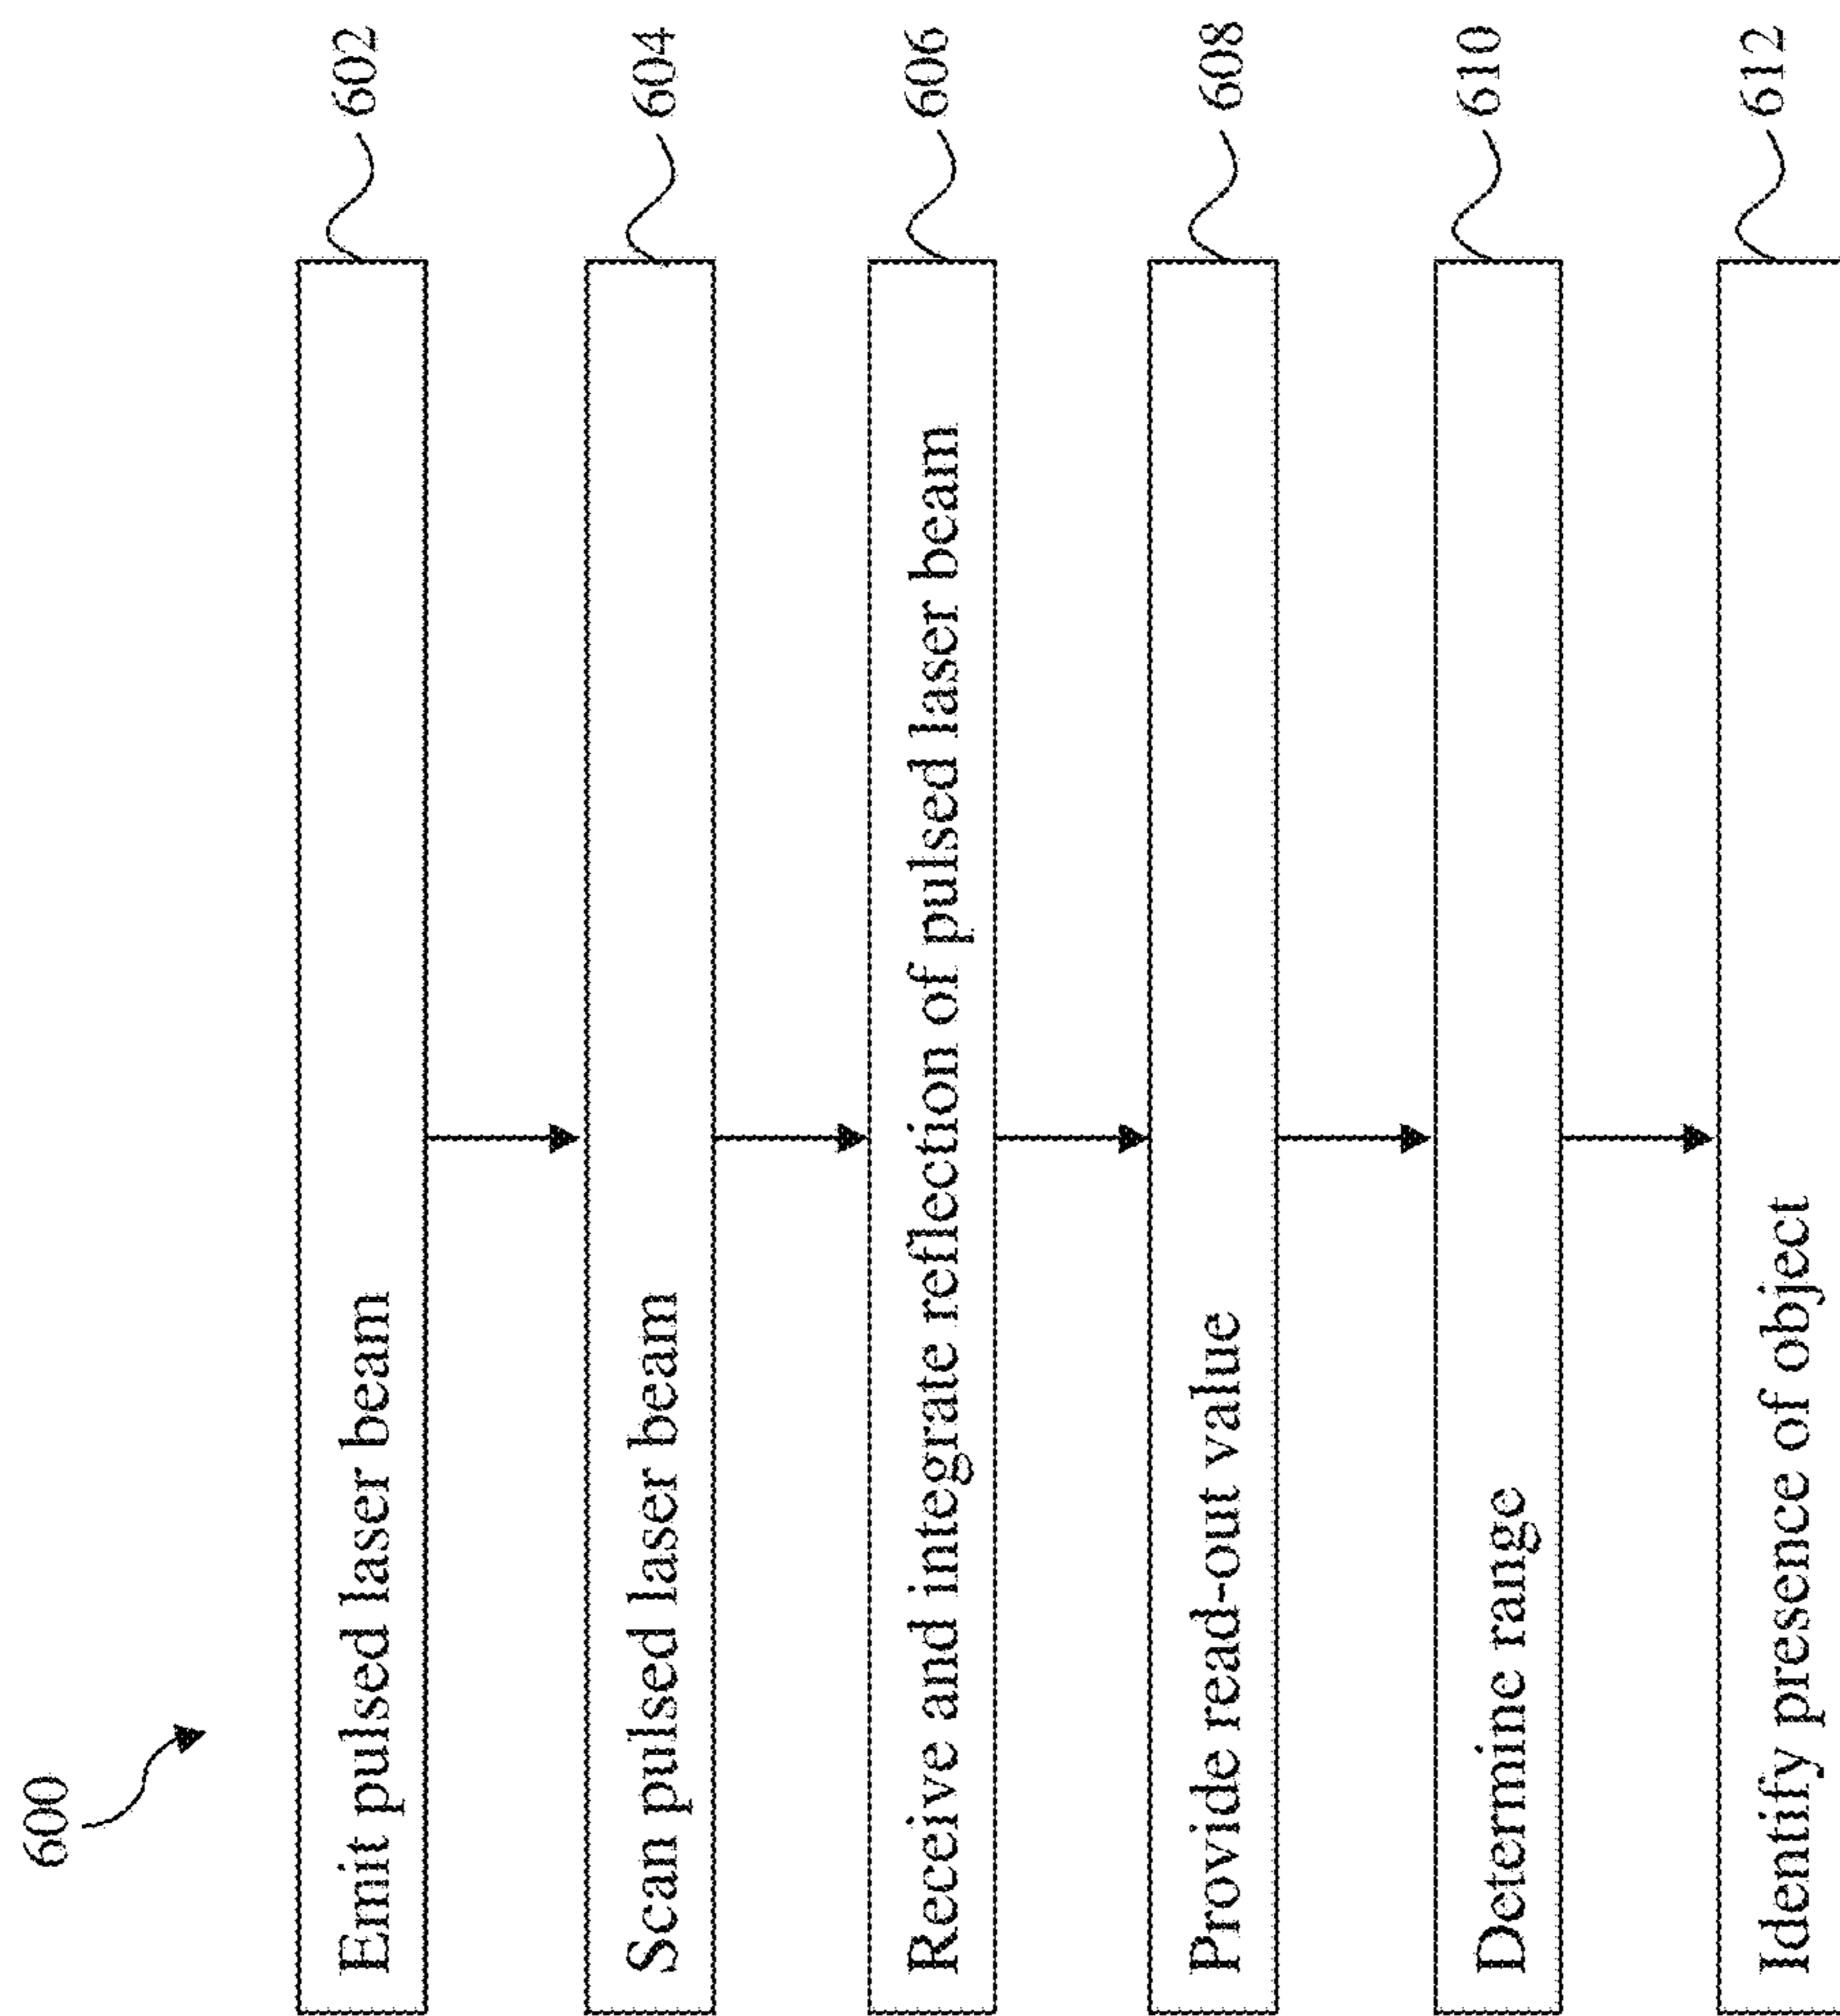 600
Emit pulsed laser beam
602
Scan pulsed laser beam
604
Receive and integrate reflection of pulsed laser beam
606
Provide read-out value
608
Determine range
610
Identify presence of object
612